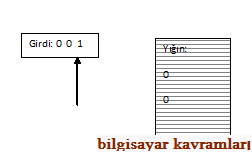 Girdi: 0 0 1
Yığın:
0
0
bilgisayar kavramları